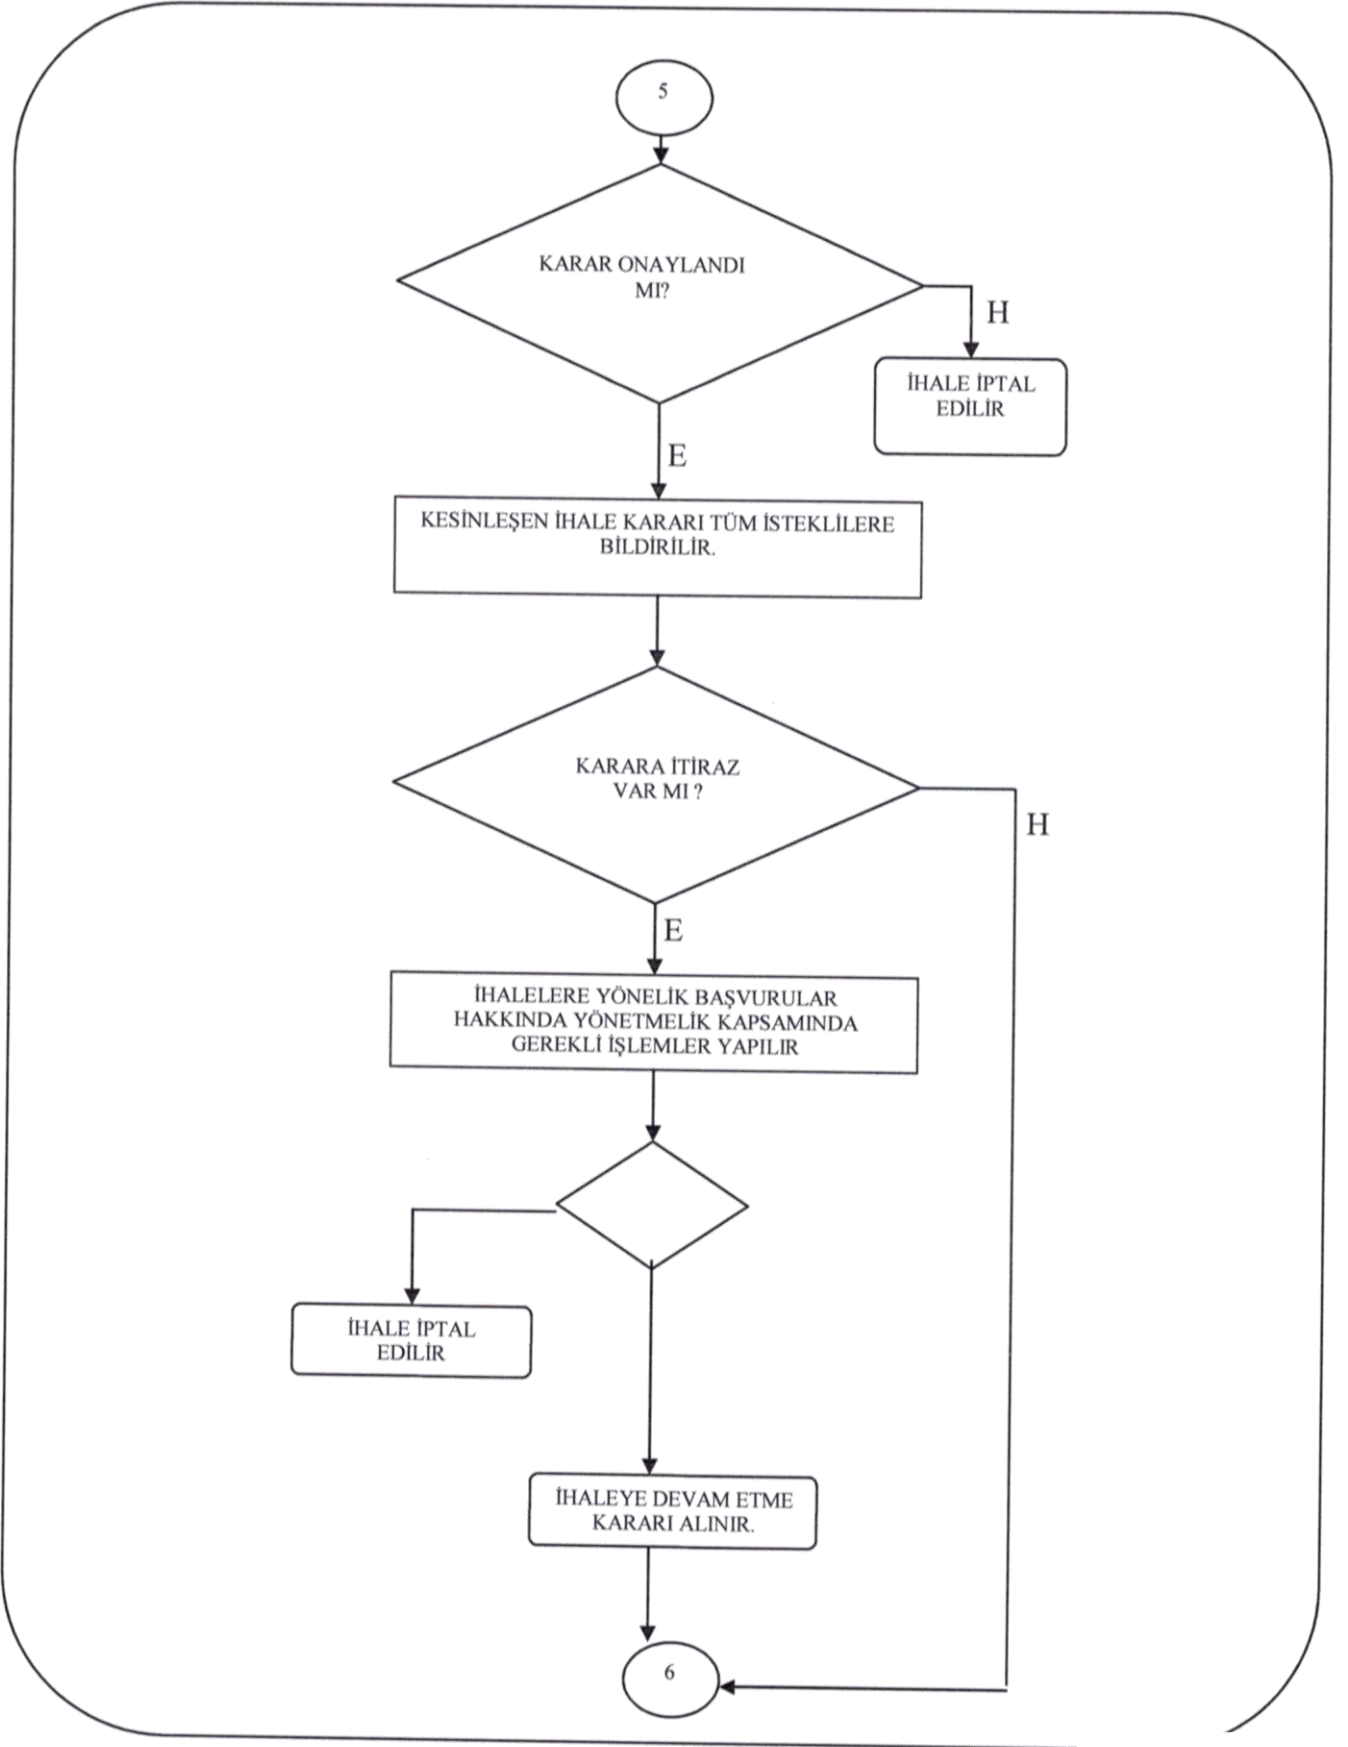 5
KARAR ONAYLANDI
MI?
H
İHALE İPTAL
EDİLİR
E
KESİNLEŞEN İHALE KARARI TÜM İSTEKLİLERE
BİLDİRİLİR.
KARARA İTİRAZ
VAR MI ?
H
E
İHALELERE YÖNELİK BAŞVURULAR
HAKKINDA YÖNETMELİK KAPSAMINDA
GEREKLİ İŞLEMLER YAPILIR
İHALE İPTAL
EDİLİR
İHALEYE DEVAM ETME
KARARI ALINIR.
6